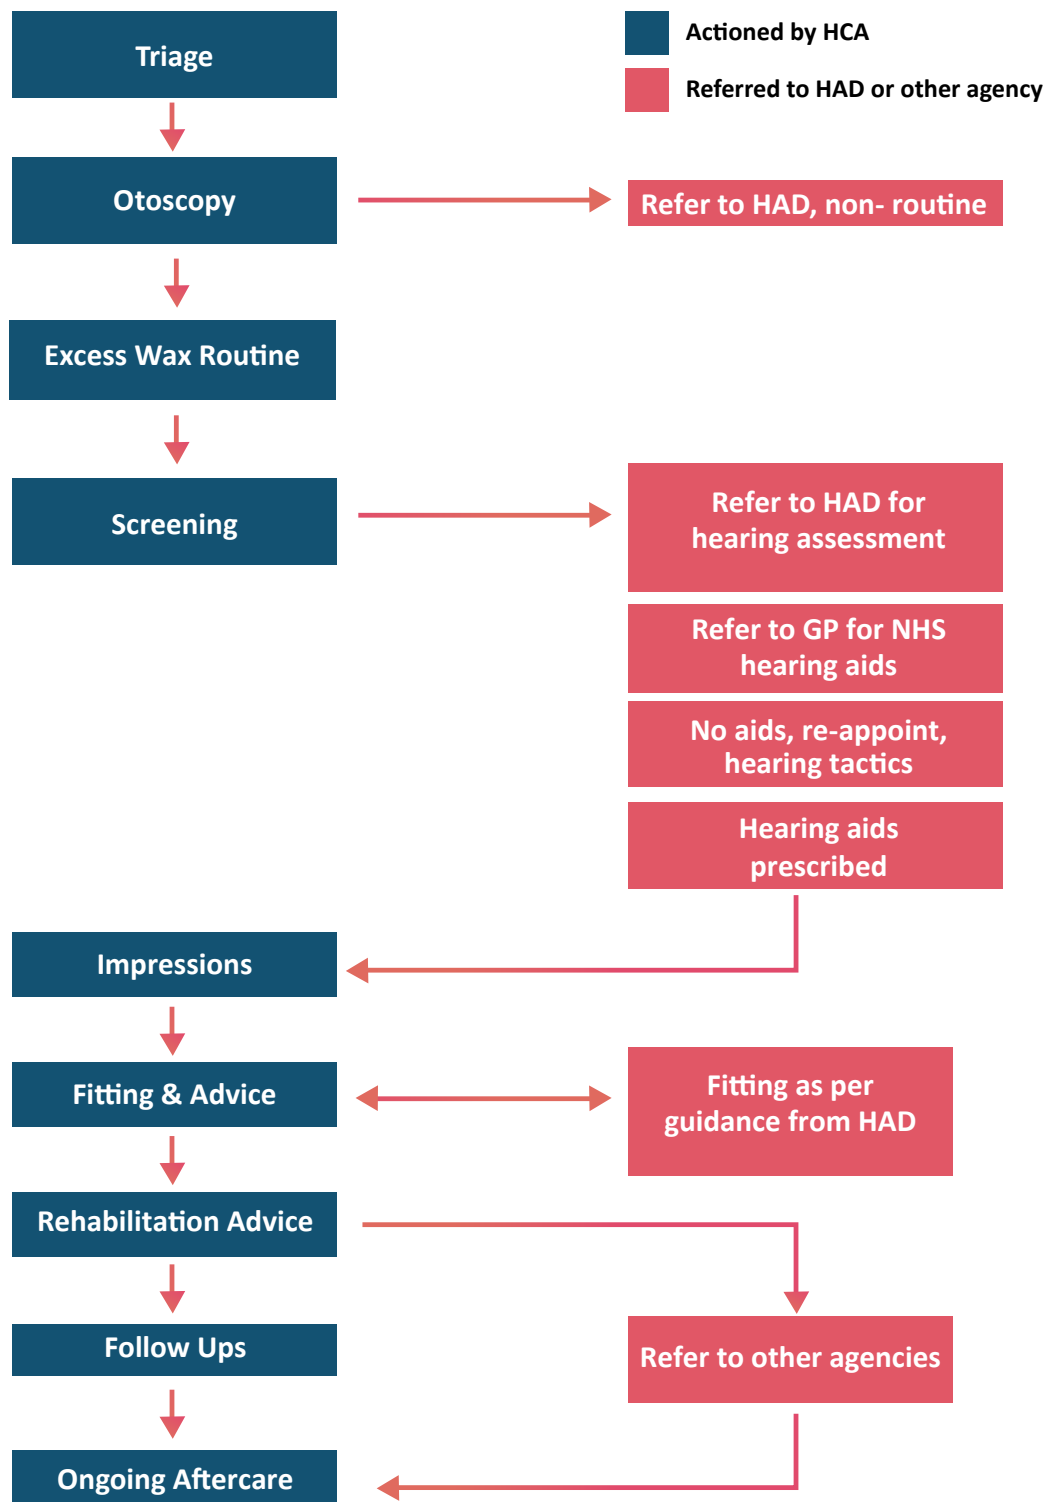 Triage
Actioned by HCA
Referred to HAD or other agency
Otoscopy
Refer to HAD, non- routine
Excess Wax Routine
Screening
Refer to HAD for
hearing assessment
Refer to GP for NHS
hearing aids
No aids, re-appoint,
hearing tactics
Hearing aids
prescribed
Impressions
Fitting & Advice
Fitting as per
guidance from HAD
Rehabilitation Advice
Follow Ups
Refer to other agencies
Ongoing Aftercare